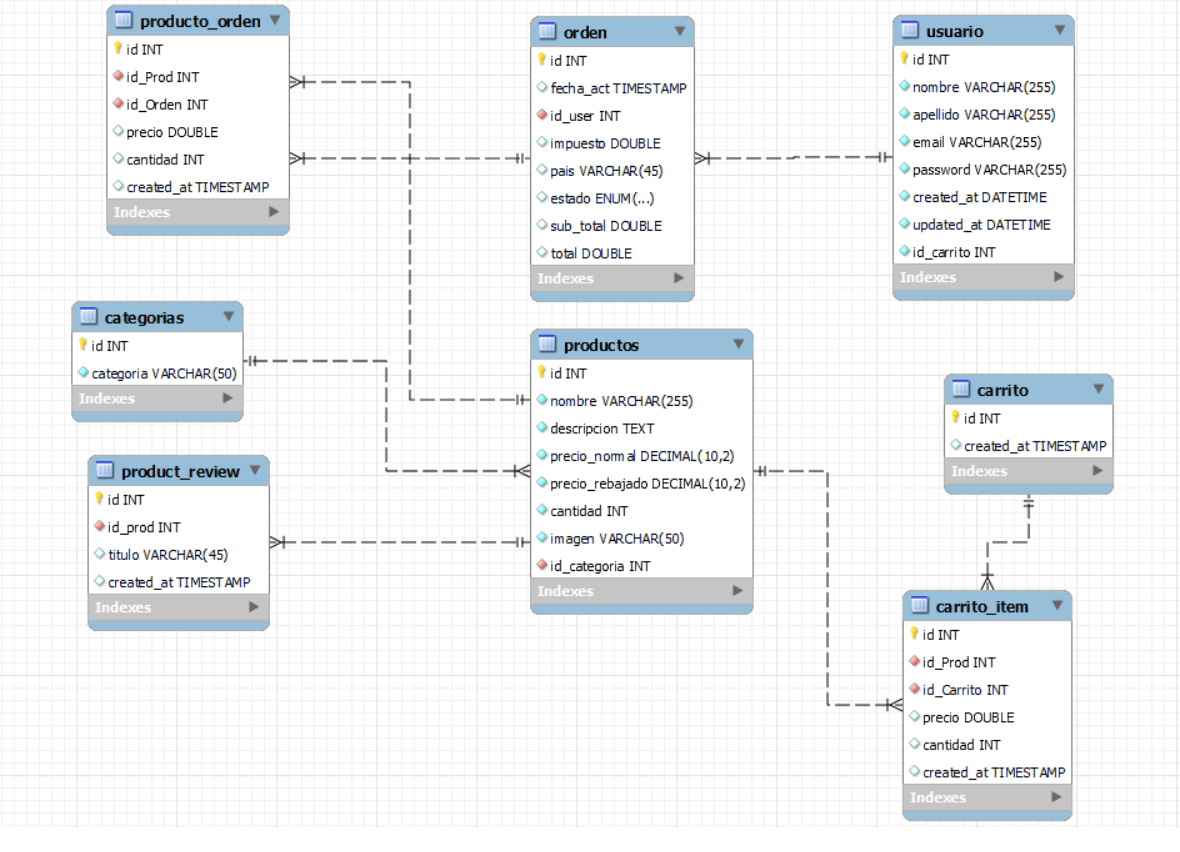 producto_orden
id INT
id_Prod INT
id_Orden INT
precio DOUBLE
cantidad INT
created_at TIMESTAMP
Indexes
orden
id INT
fecha_act TIMESTAMP
id_user INT
impuesto DOUBLE
pais VARCHAR(45)
estado ENUM(...)
sub_total DOUBLE
total DOUBLE
Indexes
usuario
id INT
nombre VARCHAR(255)
apellido VARCHAR(255)
email VARCHAR(255)
password VARCHAR(255)
created_at DATETIME
updated_at DATETIME
id_carrito INT
Indexes
categorias
id INT
categoria VARCHAR(50)
Indexes
productos
id INT
nombre VARCHAR(255)
descripcion TEXT
precio_normal DECIMAL(10,2)
precio_rebajado DECIMAL(10,2)
cantidad INT
imagen VARCHAR(50)
id_categoria INT
Indexes
carrito
id INT
created_at TIMESTAMP
Indexes
product_review
id INT
id_prod INT
titulo VARCHAR(45)
created_at TIMESTAMP
Indexes
carrito_item
id INT
id_Prod INT
id_Carrito INT
precio DOUBLE
cantidad INT
created_at TIMESTAMP
Indexes